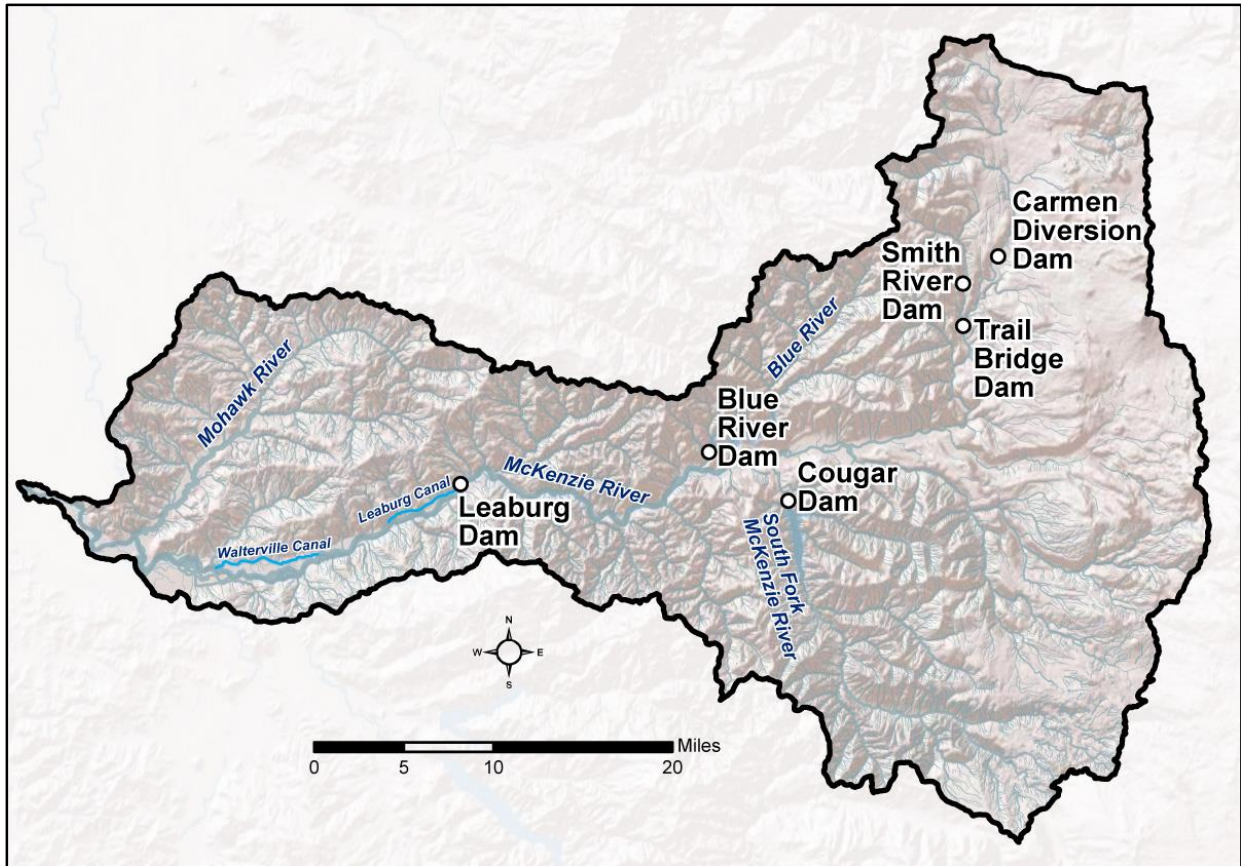 Carmen
Diversion
Dam
Smith
River
Dam
Trail
Bridge
Dam
Blue River
Mohawk River
Blue
River
Dam
McKenzie River
Cougar
Dam
Leaburg Canal
Leaburg
Dam
Walterville Canal
South Fork
McKenzie River
N
W
E
S
Miles
0
5
10
20